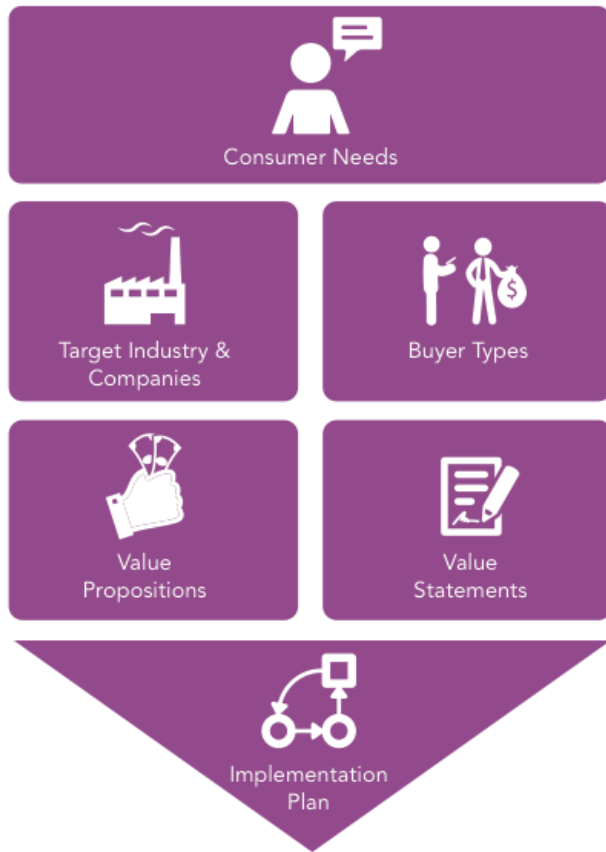 Consumer Needs
Target Industry &
Companies
Buyer Types
$
Value
Propositions
Value
Statements
Implementation
Plan